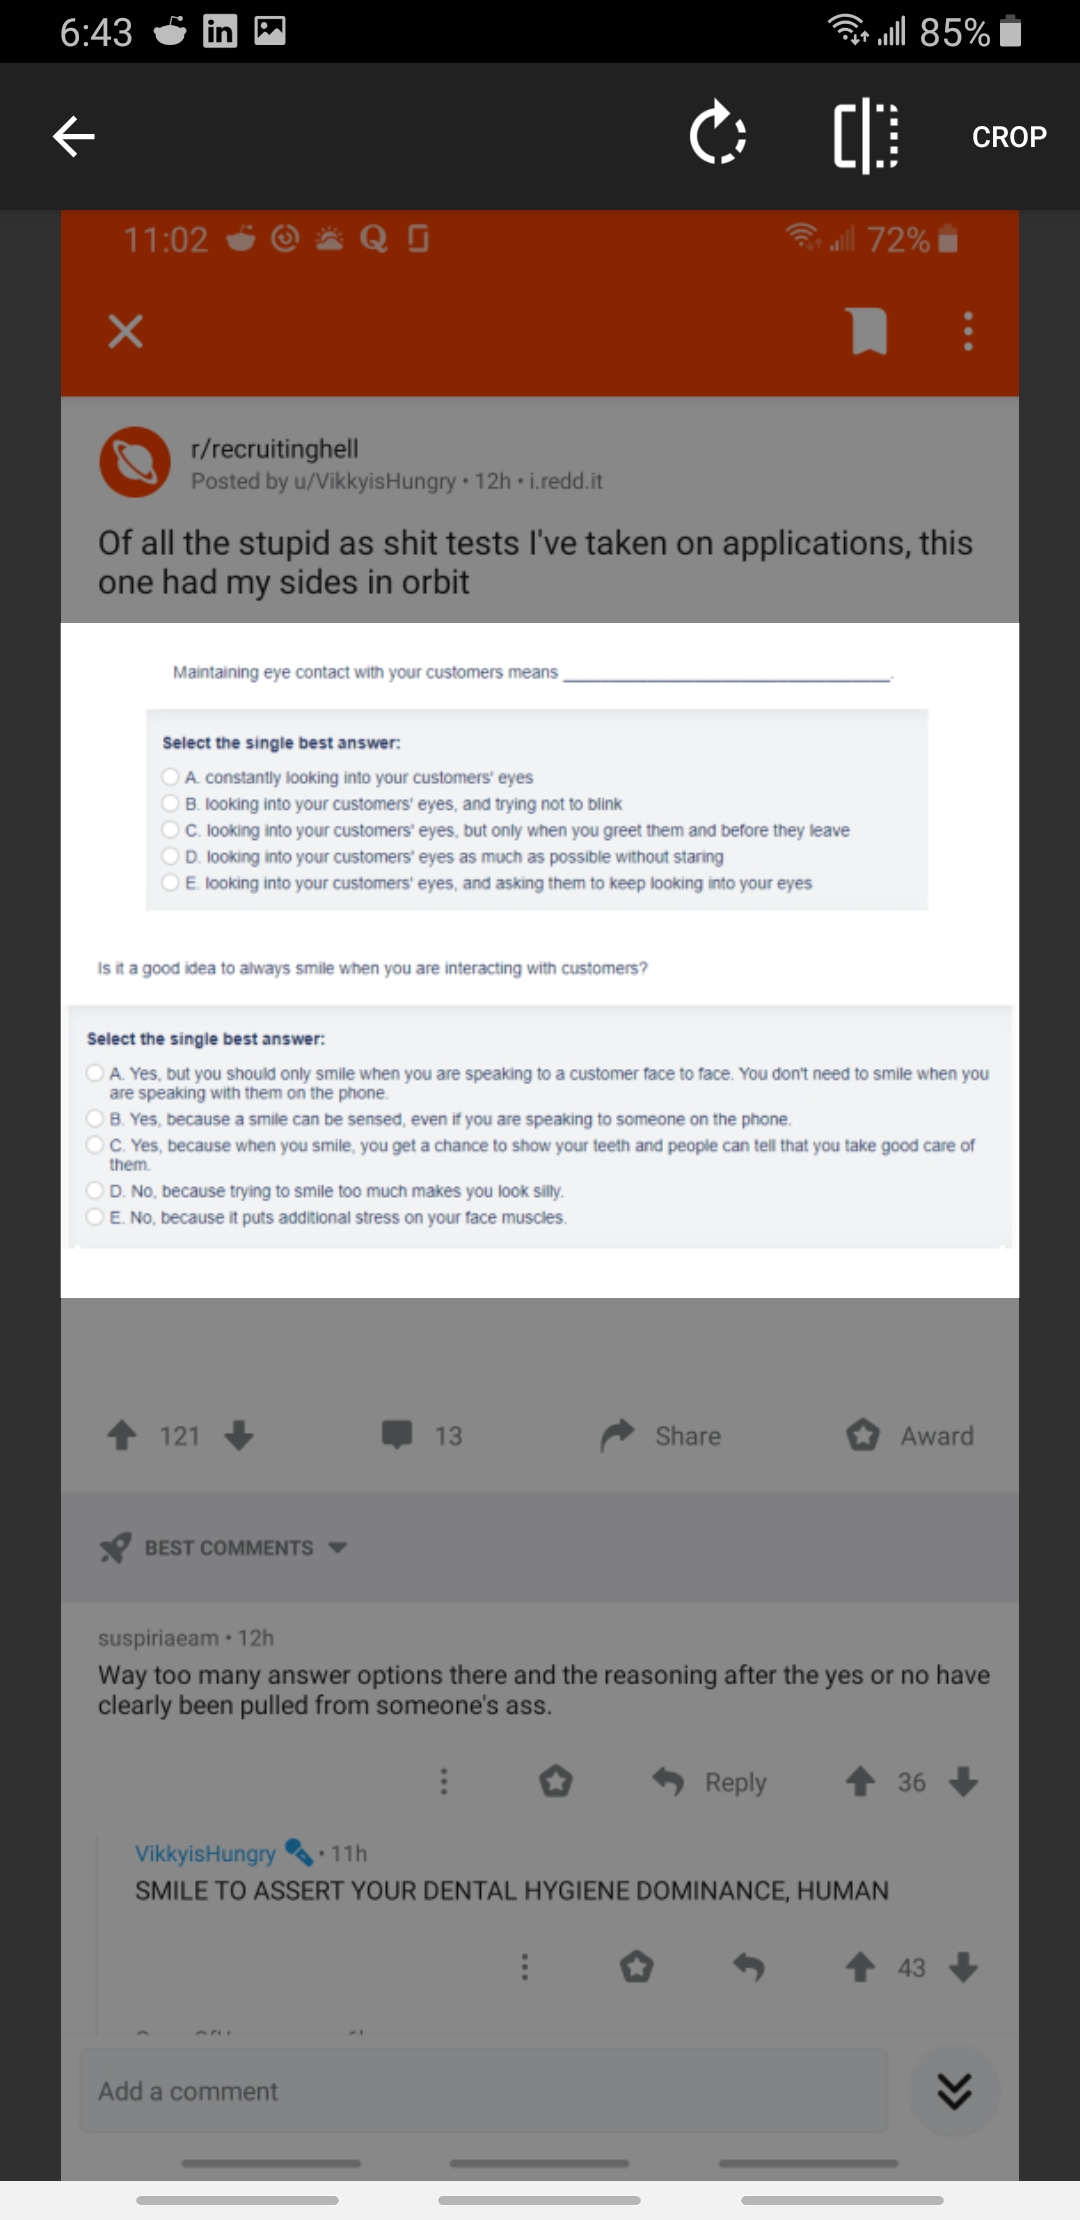 6:43 in 85%
CROP
11:02 Q 72%
r/recruitinghell
Posted by u/VikkyisHungry • 12h • i.redd.it
Of all the stupid as shit tests I've taken on applications, this
one had my sides in orbit
Maintaining eye contact with your customers means ______________________________.
Select the single best answer:
A. constantly looking into your customers' eyes
B. looking into your customers' eyes, and trying not to blink
C. looking into your customers' eyes, but only when you greet them and before they leave
D. looking into your customers' eyes as much as possible without staring
E. looking into your customers' eyes, and asking them to keep looking into your eyes
Is it a good idea to always smile when you are interacting with customers?
Select the single best answer:
A. Yes, but you should only smile when you are speaking to a customer face to face. You don't need to smile when you
are speaking with them on the phone.
B. Yes, because a smile can be sensed, even if you are speaking to someone on the phone.
C. Yes, because when you smile, you get a chance to show your teeth and people can tell that you take good care of
them.
D. No, because trying to smile too much makes you look silly.
E. No, because it puts additional stress on your face muscles.
121 13 Share Award
BEST COMMENTS
suspiriaeam • 12h
Way too many answer options there and the reasoning after the yes or no have
clearly been pulled from someone's ass.
Reply 36
VikkyisHungry • 11h
SMILE TO ASSERT YOUR DENTAL HYGIENE DOMINANCE, HUMAN
43
Add a comment